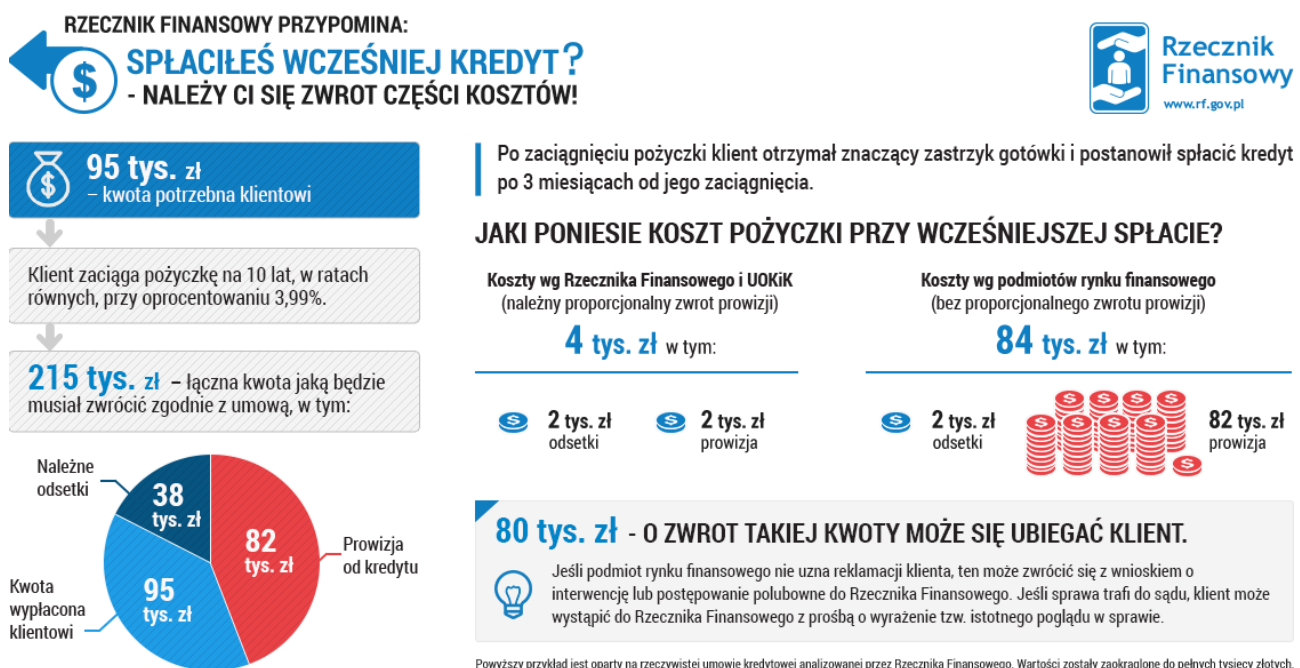 RZECZNIK FINANSOWY PRZYPOMINA:
SPŁACIŁEŚ WCZEŚNIEJ KREDYT?
- NALEŻY CI SIĘ ZWROT CZĘŚCI KOSZTÓW!
Rzecznik
Finansowy
www.rf.gov.pl
95 tys. zł
– kwota potrzebna klientowi
Klient zaciąga pożyczkę na 10 lat, w ratach
równych, przy oprocentowaniu 3,99%.
215 tys. zł – łączna kwota jaką będzie
musiał zwrócić zgodnie z umową, w tym:
Należne
odsetki
38
tys. zł
82
tys. zł
Prowizja
od kredytu
Kwota
wypłacona
klientowi
95
tys. zł
Po zaciągnięciu pożyczki klient otrzymał znaczący zastrzyk gotówki i postanowił spłacić kredyt
po 3 miesiącach od jego zaciągnięcia.
JAKI PONIESIE KOSZT POŻYCZKI PRZY WCZEŚNIEJSZEJ SPŁACIE?
Koszty wg Rzecznika Finansowego i UOKiK
(należny proporcjonalny zwrot prowizji)
4 tys. zł w tym:
2 tys. zł
odsetki
2 tys. zł
prowizja
Koszty wg podmiotów rynku finansowego
(bez proporcjonalnego zwrotu prowizji)
84 tys. zł w tym:
2 tys. zł
odsetki
82 tys. zł
prowizja
80 tys. zł - O ZWROT TAKIEJ KWOTY MOŻE SIĘ UBIEGAĆ KLIENT.
Jeśli podmiot rynku finansowego nie uzna reklamacji klienta, ten może zwrócić się z wnioskiem o
interwencję lub postępowanie polubowne do Rzecznika Finansowego. Jeśli sprawa trafi do sądu, klient może
wystąpić do Rzecznika Finansowego z prośbą o wyrażenie tzw. istotnego poglądu w sprawie.
Powyższy przykład jest oparty na rzeczywistej umowie kredytowej analizowanej przez Rzecznika Finansowego. Wartości zostały zaokrąglone do pełnych tysięcy złotych.